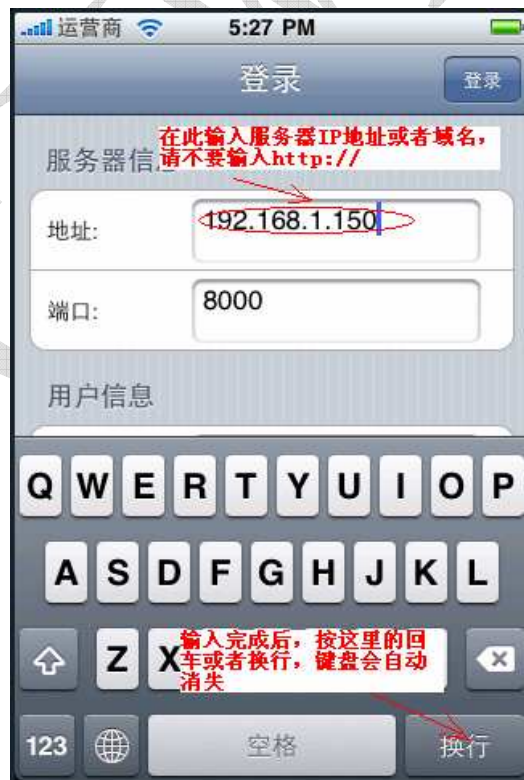 运营商 5:27 PM
登录 登录
在此输入服务器IP地址或者域名，
请不要输入http://
服务器信
地址: 192.168.1.150
端口: 8000
用户信息
Q W E R T Y U I O P
A S D F G H J K L
输入完成后，按这里的回
车或者换行，键盘会自动
消失
Z X
123 空格 换行